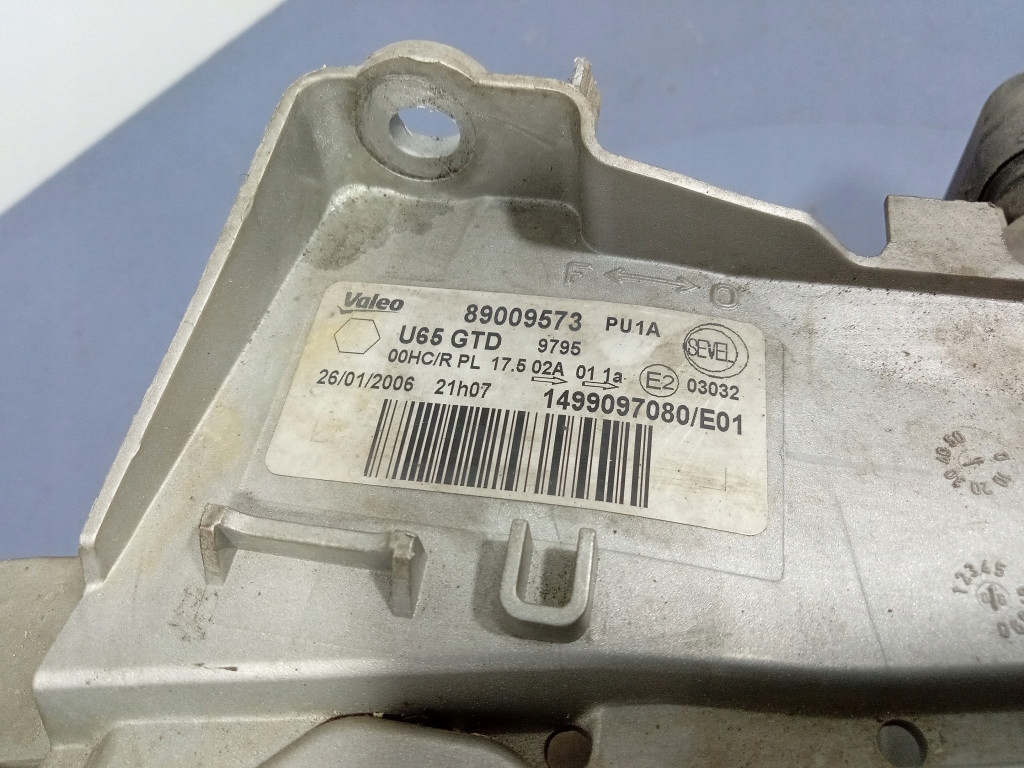 F O
Valeo 89009573 PU1A
U65 GTD 9795 SEVEL
00HC/R PL 17.5 02A 01 1a E2 03032
26/01/2006 21h07 1499097080/E01
12345